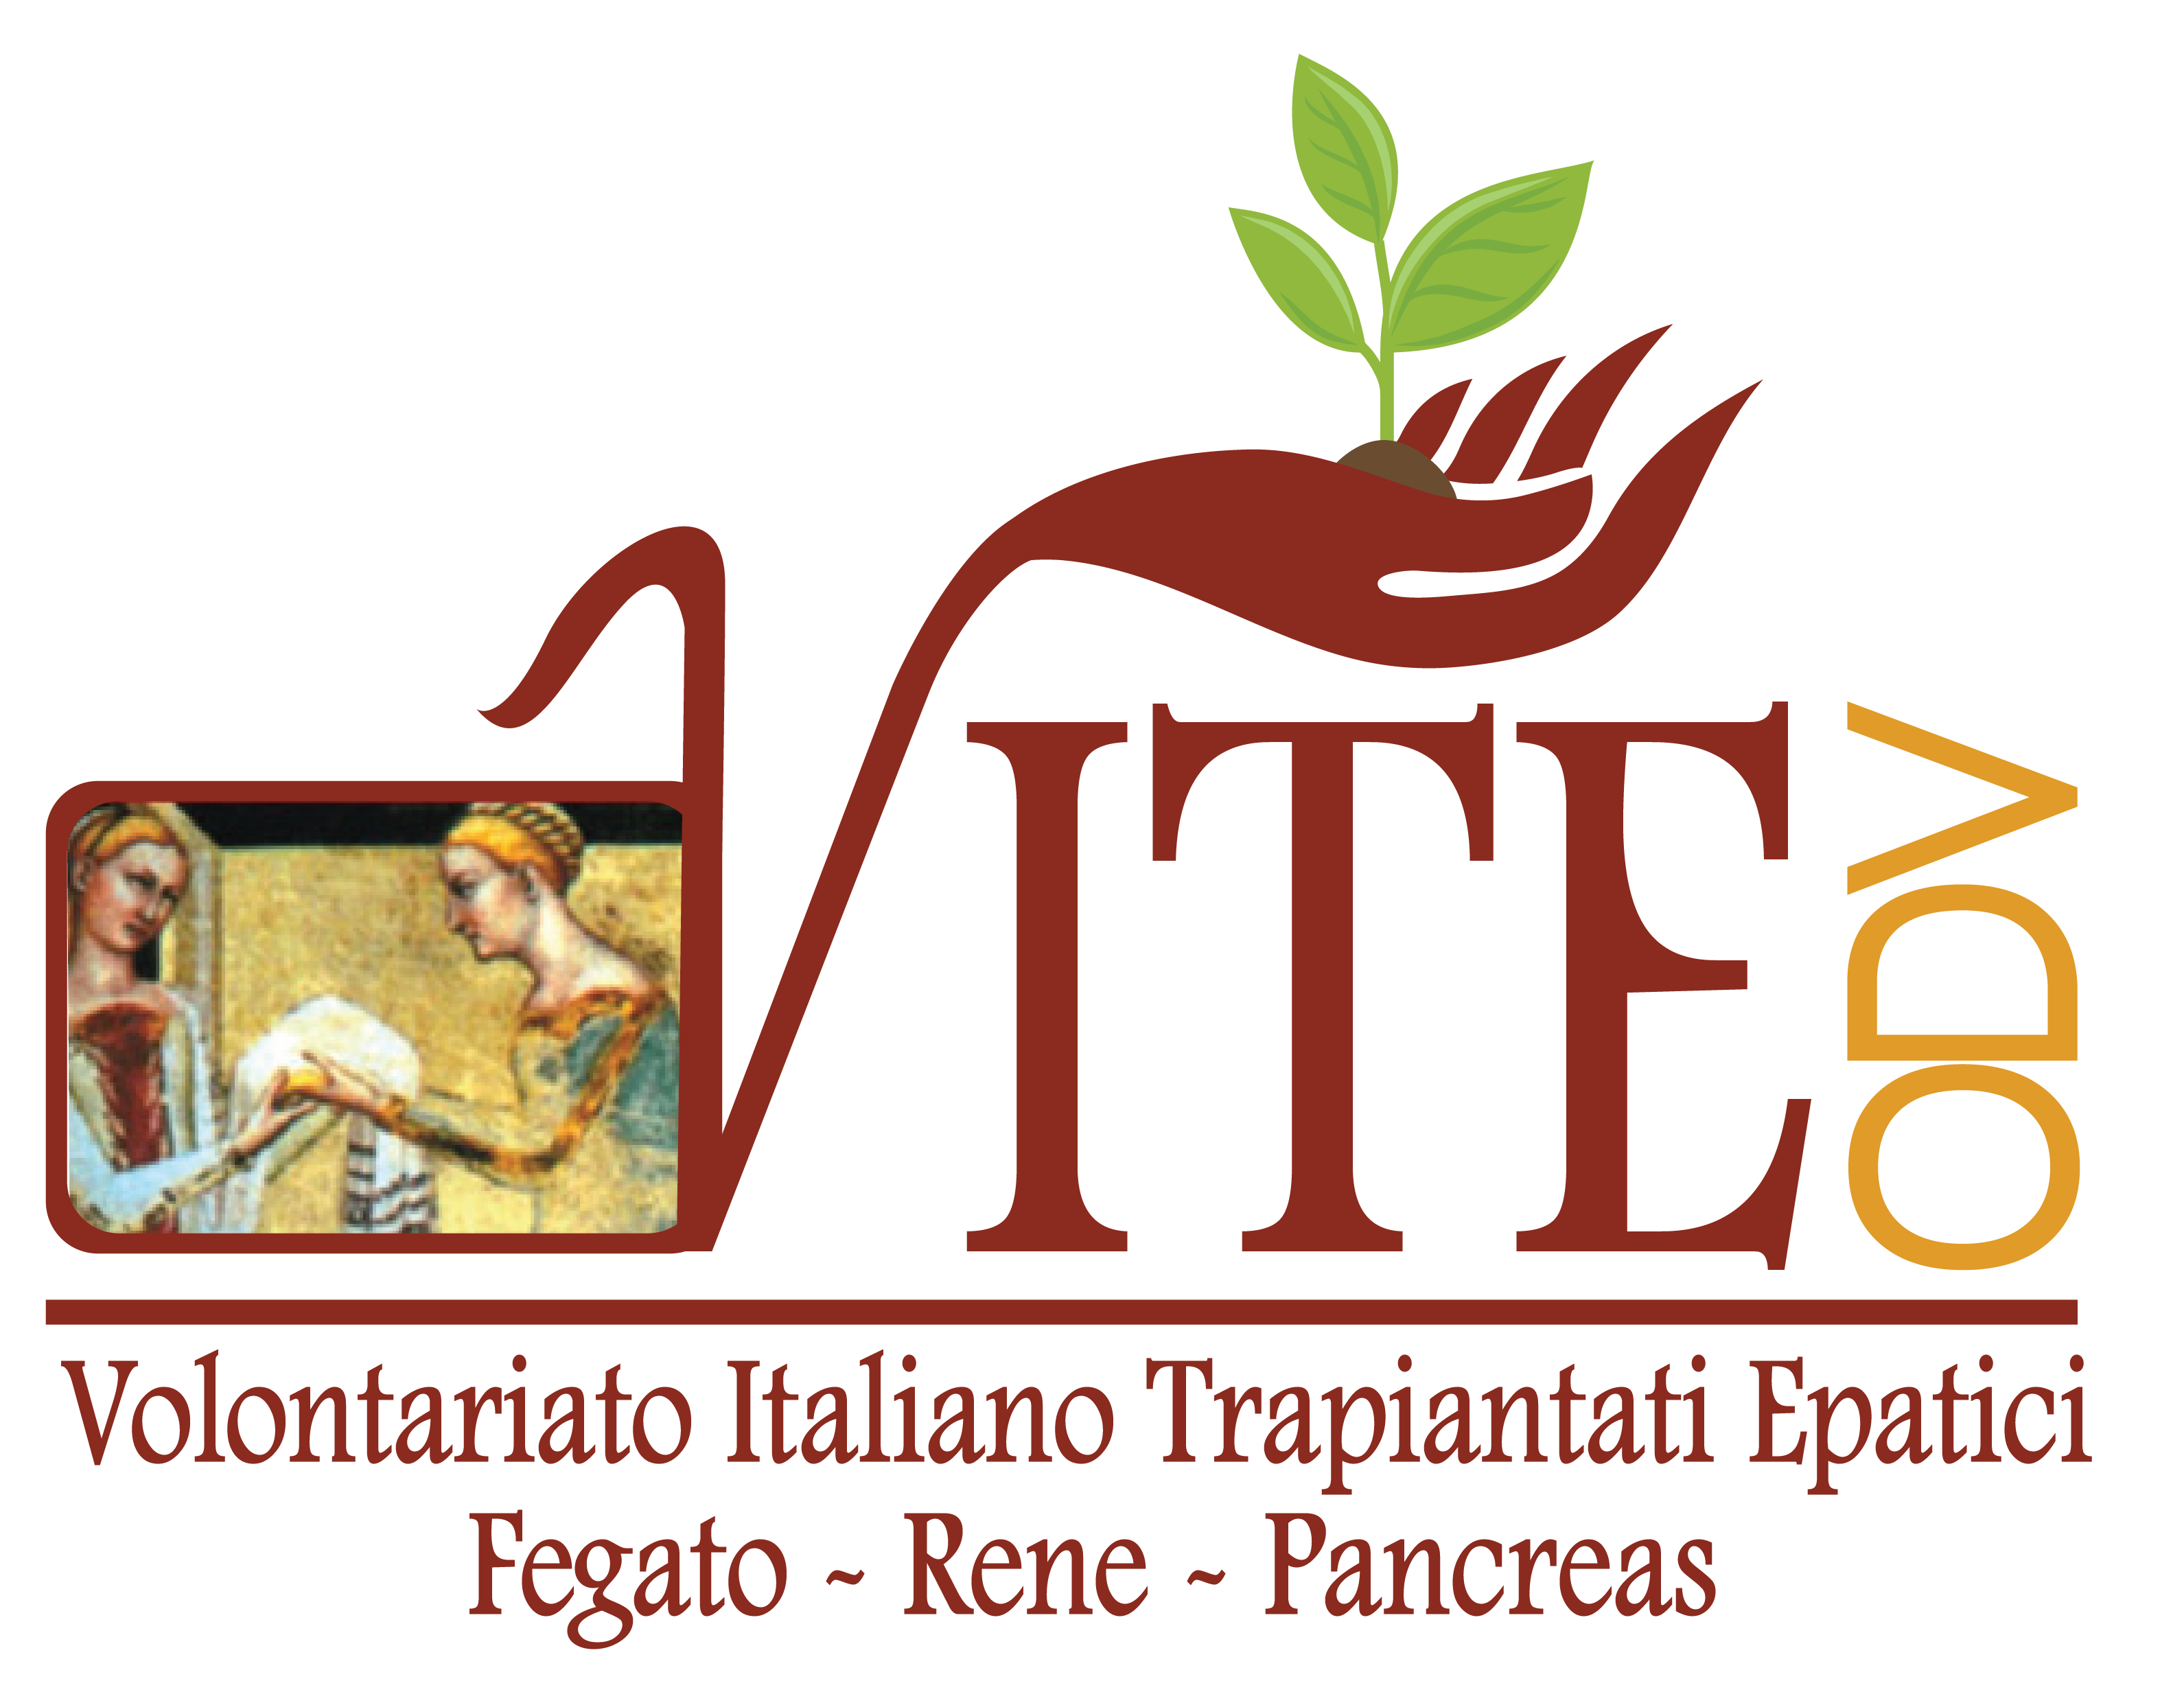 VITE
ODV
Volontariato Italiano Trapiantati Epatici
Fegato ~ Rene ~ Pancreas